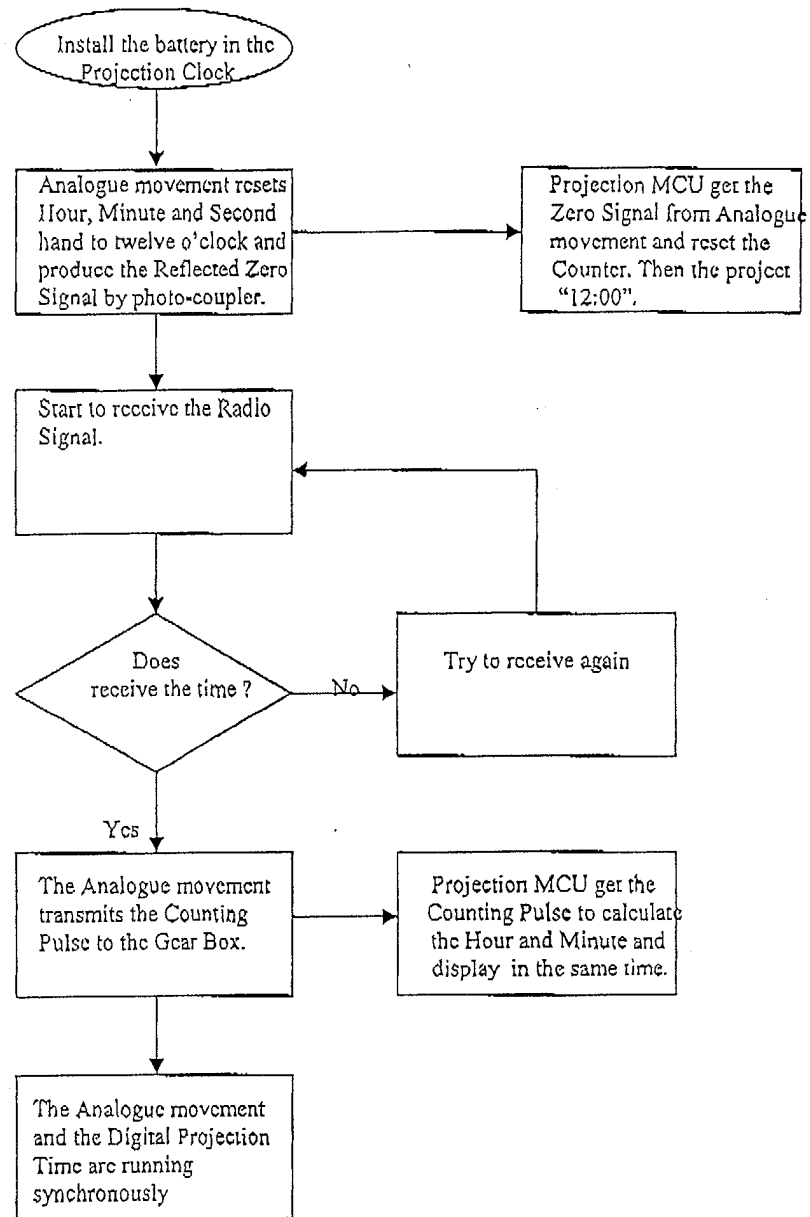 Install the battery in the
Projection Clock
Analogue movement resets
Hour, Minute and Second
hand to twelve o'clock and
produce the Reflected Zero
Signal by photo-coupler.
Projection MCU get the
Zero Signal from Analogue
movement and reset the
Counter. Then the project
“12:00”.
Start to receive the Radio
Signal.
Does
receive the time ?
No
Try to receive again
Yes
The Analogue movement
transmits the Counting
Pulse to the Gear Box.
Projection MCU get the
Counting Pulse to calculate
the Hour and Minute and
display in the same time.
The Analogue movement
and the Digital Projection
Time are running
synchronously